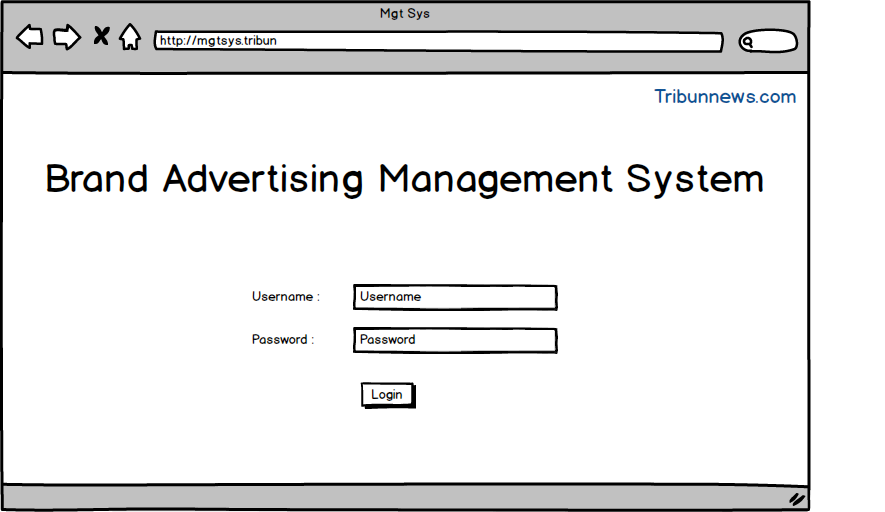 Mgt Sys
http://mgtsys.tribun
Tribunnews.com
Brand Advertising Management System
Username : Username
Password : Password
Login